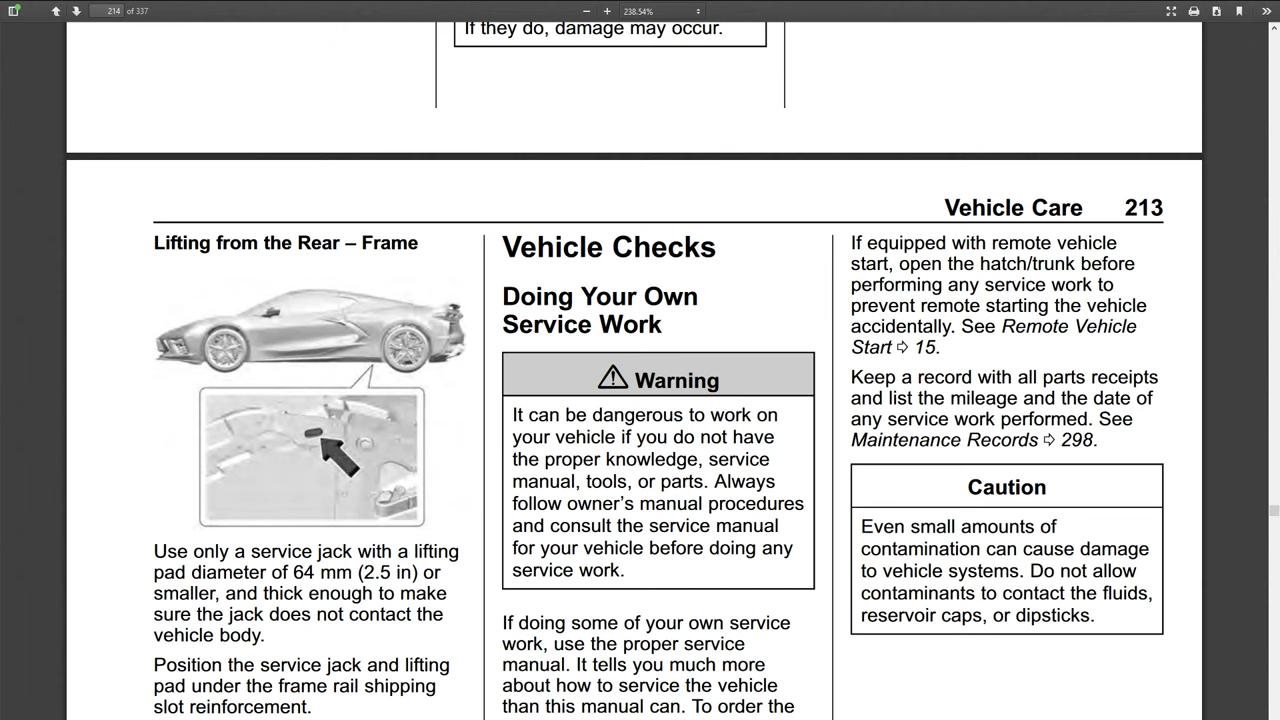 214 of 337
238.54%
If they do, damage may occur.
Vehicle Care 213
Lifting from the Rear – Frame
Use only a service jack with a lifting
pad diameter of 64 mm (2.5 in) or
smaller, and thick enough to make
sure the jack does not contact the
vehicle body.
Position the service jack and lifting
pad under the frame rail shipping
slot reinforcement.
Vehicle Checks
Doing Your Own
Service Work
Warning
It can be dangerous to work on
your vehicle if you do not have
the proper knowledge, service
manual, tools, or parts. Always
follow owner’s manual procedures
and consult the service manual
for your vehicle before doing any
service work.
If doing some of your own service
work, use the proper service
manual. It tells you much more
about how to service the vehicle
than this manual can. To order the
If equipped with remote vehicle
start, open the hatch/trunk before
performing any service work to
prevent remote starting the vehicle
accidentally. See Remote Vehicle
Start ⇨ 15.
Keep a record with all parts receipts
and list the mileage and the date of
any service work performed. See
Maintenance Records ⇨ 298.
Caution
Even small amounts of
contamination can cause damage
to vehicle systems. Do not allow
contaminants to contact the fluids,
reservoir caps, or dipsticks.